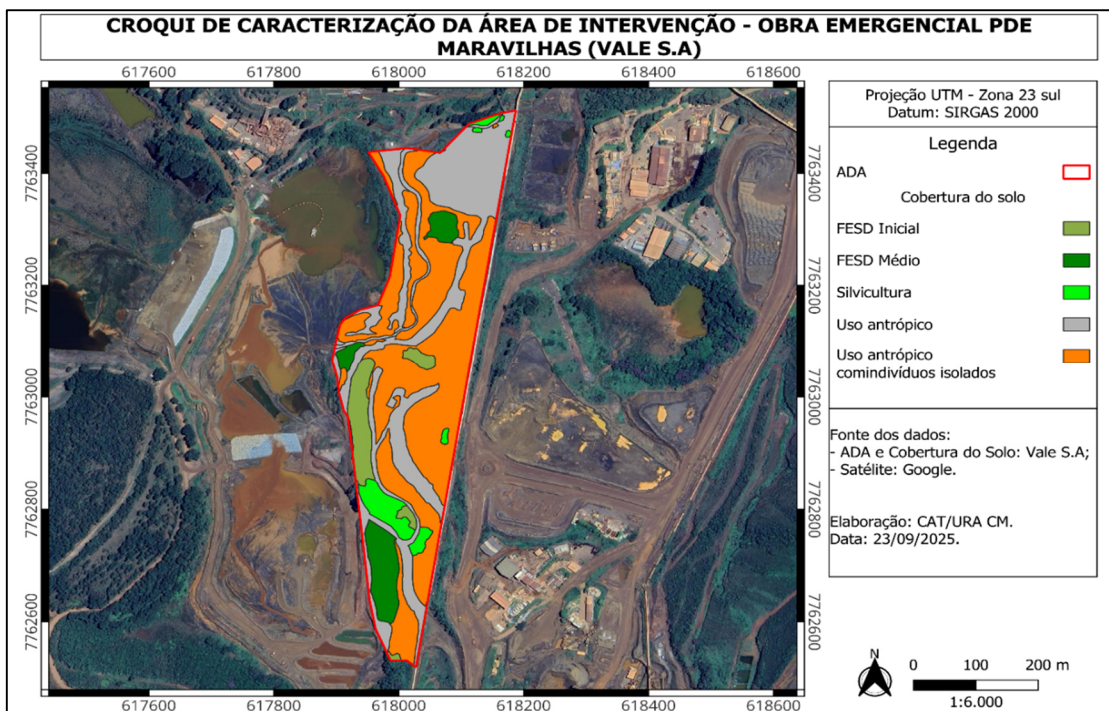 CROQUI DE CARACTERIZAÇÃO DA ÁREA DE INTERVENÇÃO - OBRA EMERGENCIAL PDE
MARAVILHAS (VALE S.A)
617600 617800 618000 618200 618400 618600
7763400
7763200
7763000
7762800
7762600
7763400
7763200
7763000
7762800
7762600
617600 617800 618000 618200 618400 618600
Projeção UTM - Zona 23 sul
Datum: SIRGAS 2000
Legenda
ADA
Cobertura do solo
FESD Inicial
FESD Médio
Silvicultura
Uso antrópico
Uso antrópico
comindivíduos isolados
Fonte dos dados:
- ADA e Cobertura do Solo: Vale S.A;
- Satélite: Google.
Elaboração: CAT/URA CM.
Data: 23/09/2025.
N
0 100 200 m
1:6.000